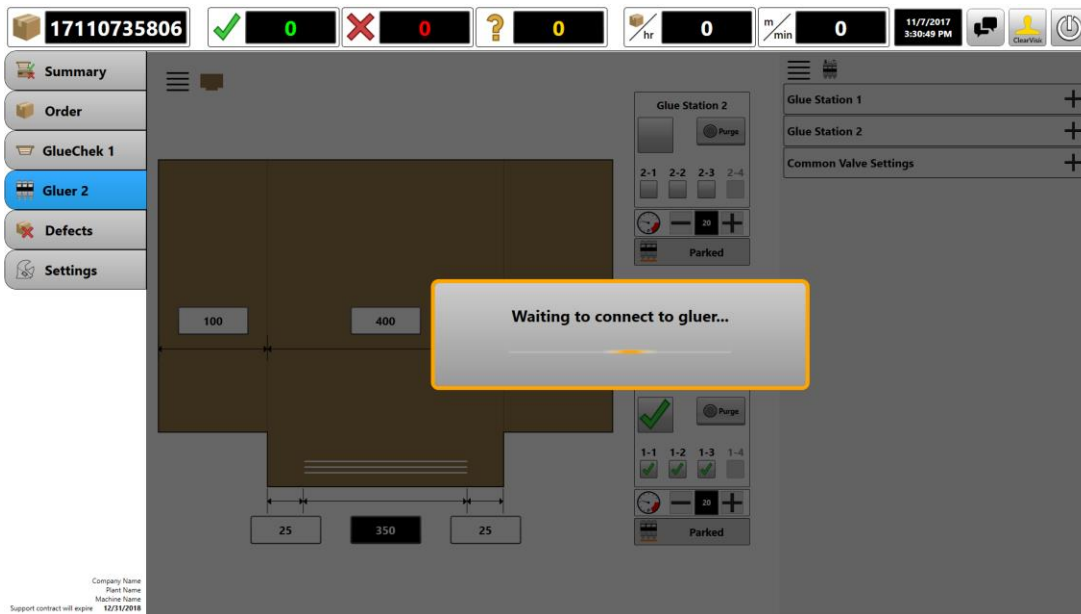 17110735806
0
0
0
hr
0
m/min
0
11/7/2017
3:30:49 PM
ClearVision
Summary
Order
GlueChek 1
Gluer 2
Defects
Settings
Glue Station 2
Purge
2-1 2-2 2-3 2-4
20
Parked
Glue Station 1
Glue Station 2
Common Valve Settings
100
400
Waiting to connect to gluer...
Purge
1-1 1-2 1-3 1-4
20
Parked
25
350
25
Company Name
Plant Name
Machine Name
Support contract will expire 12/31/2018